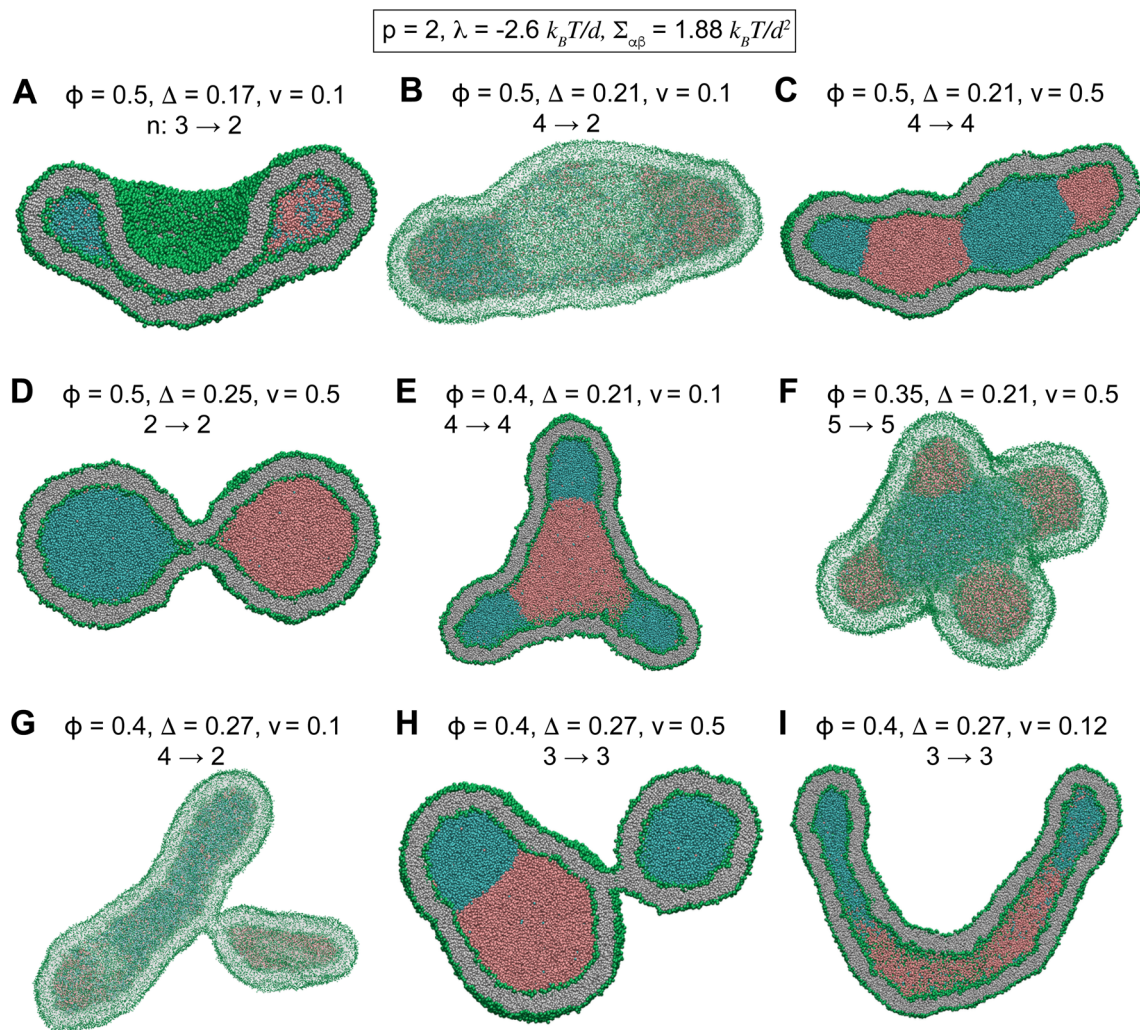 p = 2, λ = -2.6 k_BT/d, Σ_αβ = 1.88 k_BT/d²
A ϕ = 0.5, Δ = 0.17, v = 0.1
n: 3 → 2
B ϕ = 0.5, Δ = 0.21, v = 0.1
4 → 2
C ϕ = 0.5, Δ = 0.21, v = 0.5
4 → 4
D ϕ = 0.5, Δ = 0.25, v = 0.5
2 → 2
E ϕ = 0.4, Δ = 0.21, v = 0.1
4 → 4
F ϕ = 0.35, Δ = 0.21, v = 0.5
5 → 5
G ϕ = 0.4, Δ = 0.27, v = 0.1
4 → 2
H ϕ = 0.4, Δ = 0.27, v = 0.5
3 → 3
I ϕ = 0.4, Δ = 0.27, v = 0.12
3 → 3